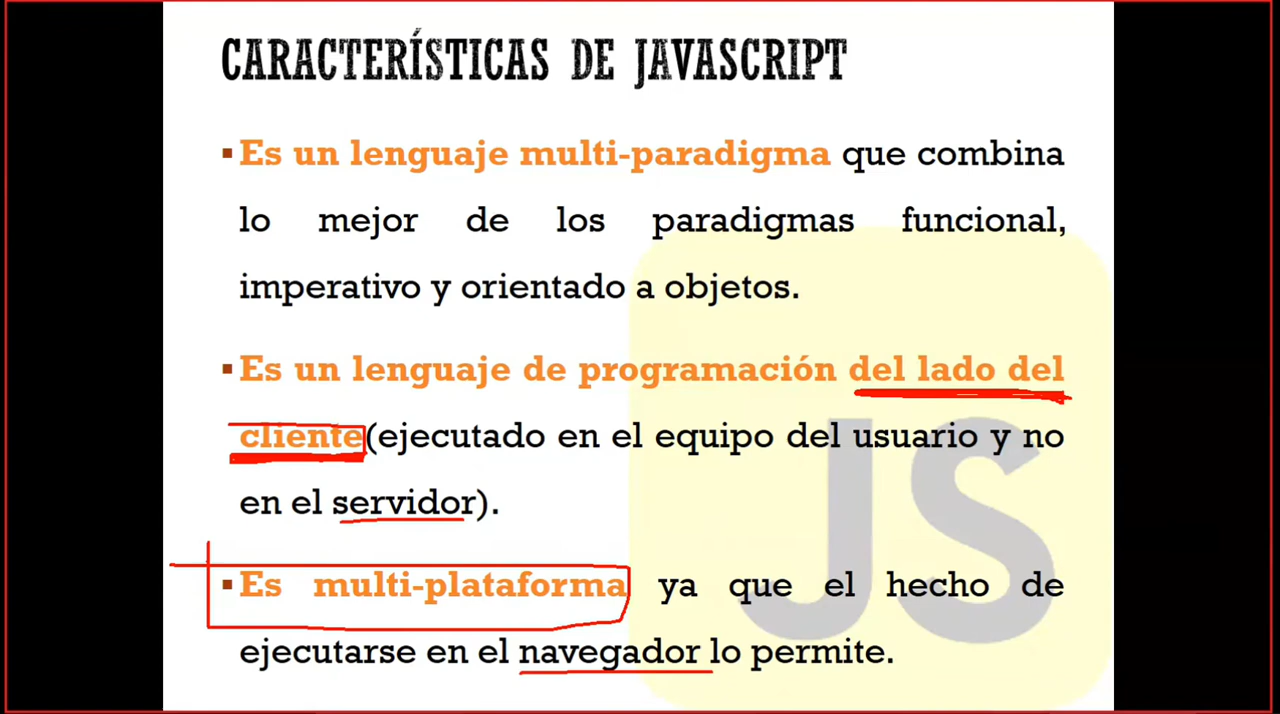 CARACTERÍSTICAS DE JAVASCRIPT
▪Es un lenguaje multi-paradigma que combina
lo mejor de los paradigmas funcional,
imperativo y orientado a objetos.
▪Es un lenguaje de programación del lado del
cliente(ejecutado en el equipo del usuario y no
en el servidor).
▪Es multi-plataforma ya que el hecho de
ejecutarse en el navegador lo permite.
JS